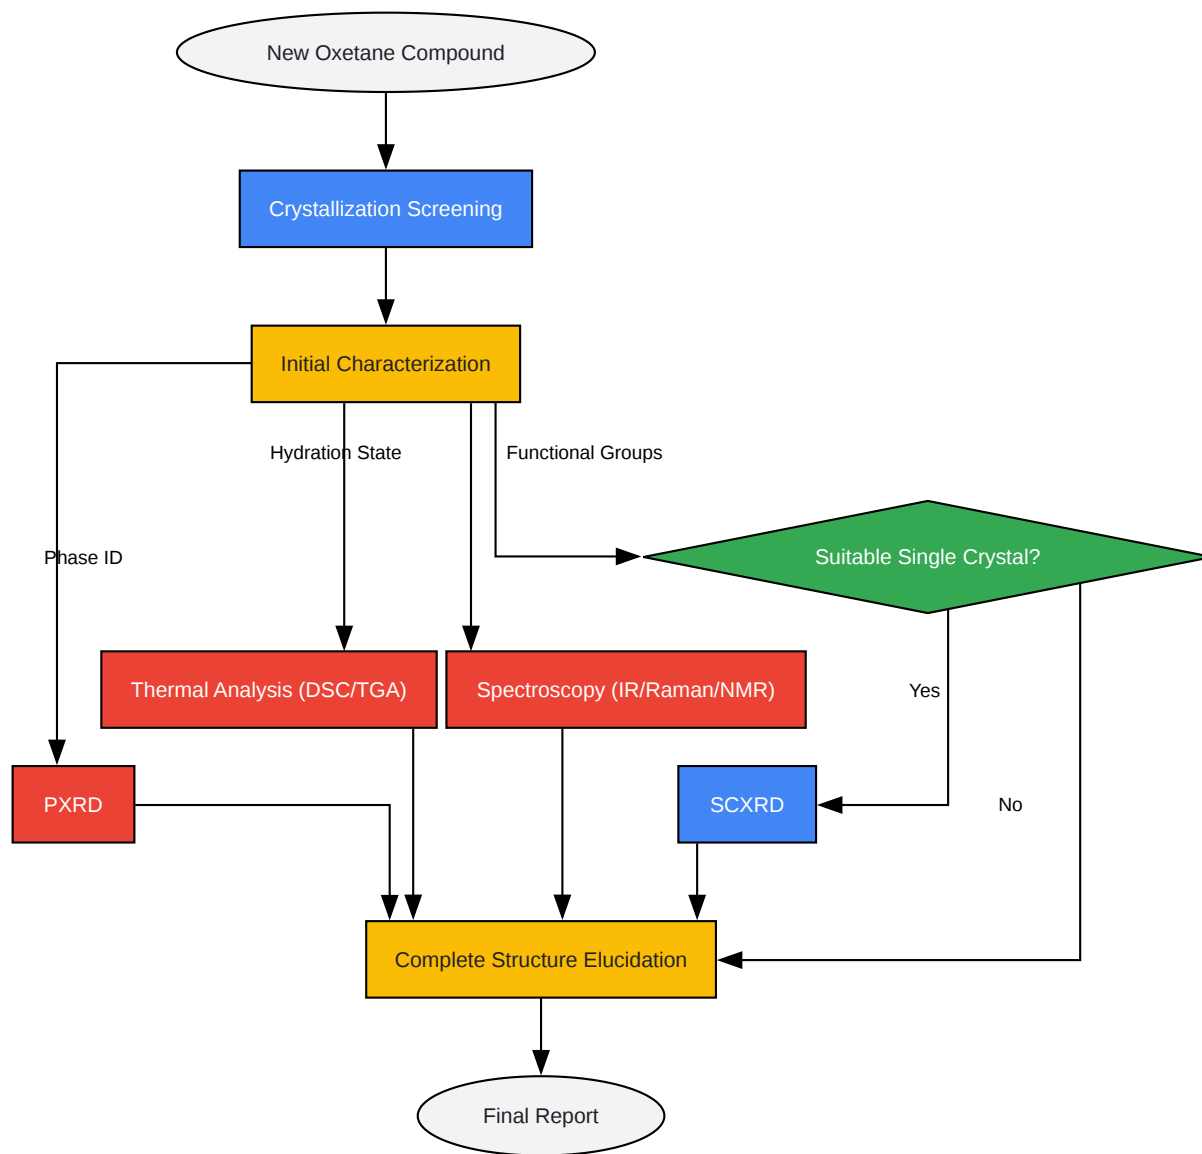 New Oxetane Compound
Crystallization Screening
Initial Characterization
Hydration State
Functional Groups
Phase ID
Suitable Single Crystal?
Thermal Analysis (DSC/TGA)
Spectroscopy (IR/Raman/NMR)
Yes
PXRD
SCXRD
No
Complete Structure Elucidation
Final Report